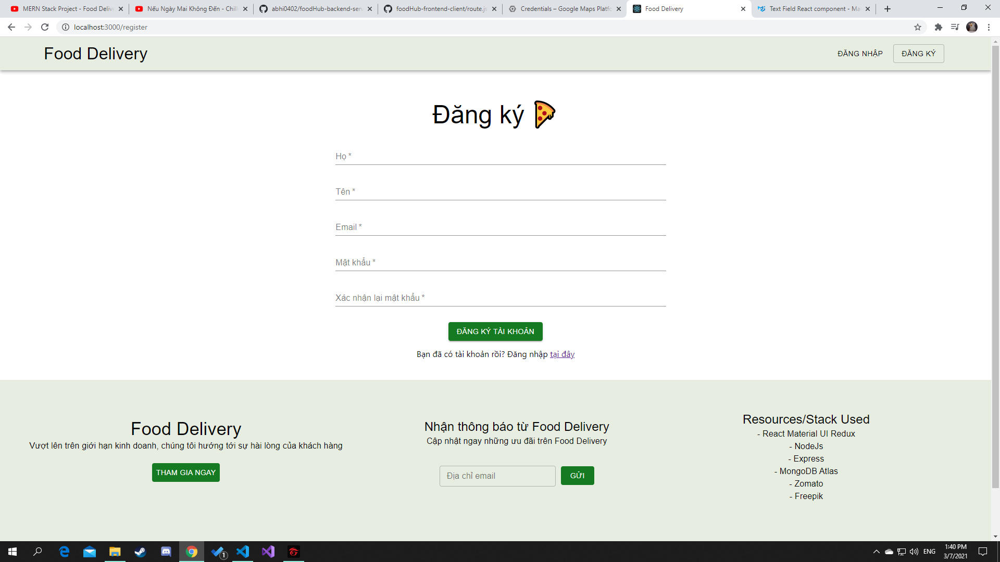 MERN Stack Project - Food Deliv
Nếu Ngày Mai Không Đến - Chill
abhi0402/foodHub-backend-serv
foodHub-frontend-client/route.js
Credentials – Google Maps Platfo
Food Delivery
Text Field React component - Ma
localhost:3000/register
Food Delivery
ĐĂNG NHẬP
ĐĂNG KÝ
Đăng ký
Họ *
Tên *
Email *
Mật khẩu *
Xác nhận lại mật khẩu *
ĐĂNG KÝ TÀI KHOẢN
Bạn đã có tài khoản rồi? Đăng nhập tại đây
Food Delivery
Vượt lên trên giới hạn kinh doanh, chúng tôi hướng tới sự hài lòng của khách hàng
THAM GIA NGAY
Nhận thông báo từ Food Delivery
Cập nhật ngay những ưu đãi trên Food Delivery
Địa chỉ email
GỬI
Resources/Stack Used
- React Material UI Redux
- NodeJs
- Express
- MongoDB Atlas
- Zomato
- Freepik
1
ENG
1:40 PM
3/7/2021